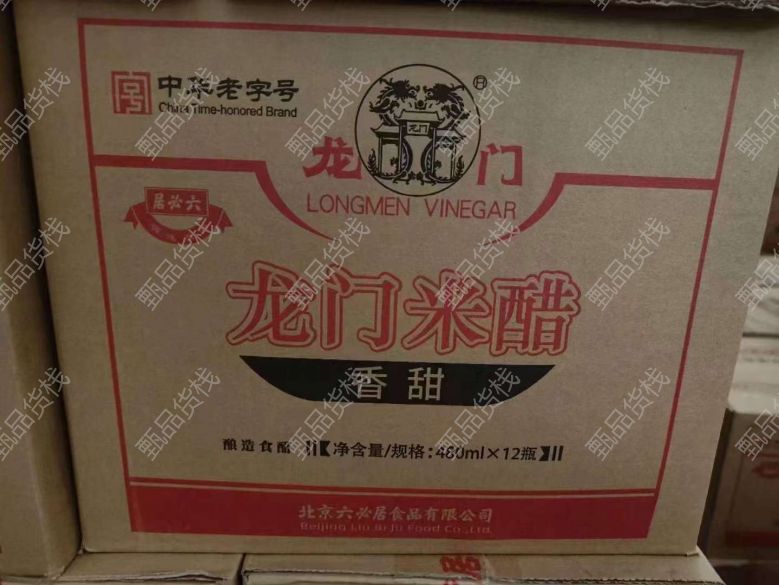 中华老字号
China Time-honored Brand
龙门
Ⓗ
龙 门
LONGMEN VINEGAR
居必六
龙门米醋
香甜
酿造食醋 净含量/规格:480ml×12瓶
北京六必居食品有限公司
Beijing Liu Bi Ju Food Co.,Ltd.
甄品货栈